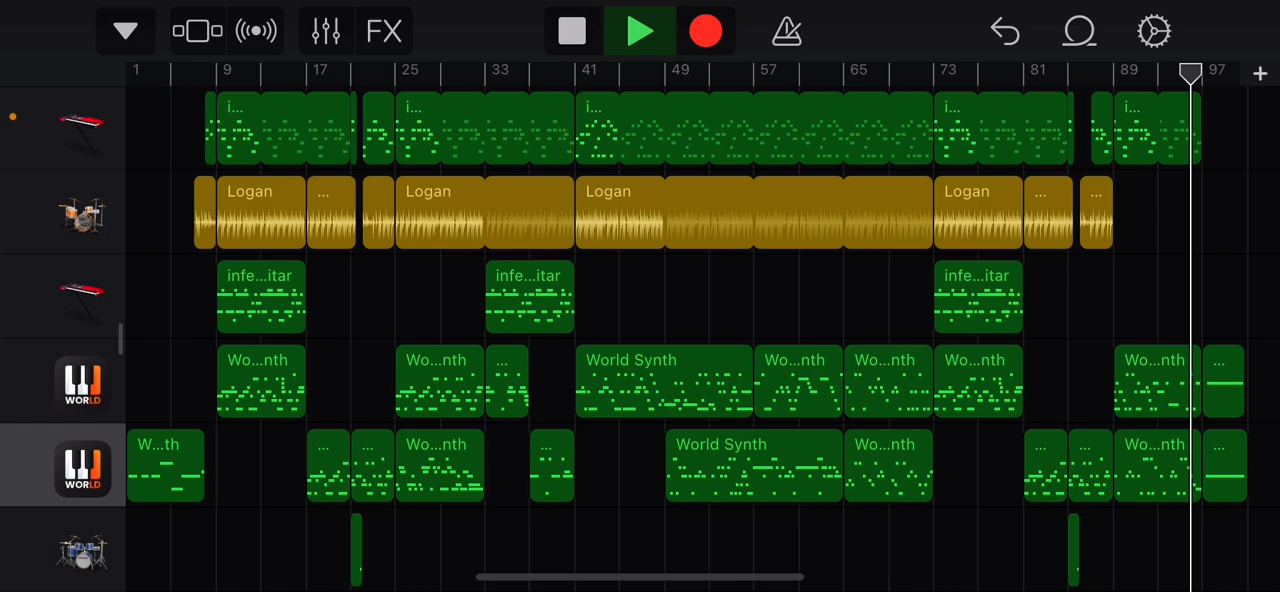 FX
1 9 17 25 33 41 49 57 65 73 81 89 97
i... i... i... i... i...
Logan ... Logan Logan Logan ... ...
infe...itar infe...itar infe...itar
WORLD Wo...nth Wo...nth ... World Synth Wo...nth Wo...nth Wo...nth Wo...nth ...
WORLD W...th ... ... Wo...nth ... World Synth Wo...nth ... ... Wo...nth ...